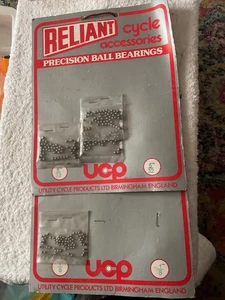 RELIANT cycle
accessories
PRECISION BALL BEARINGS
ucp
UTILITY CYCLE PRODUCTS LTD BIRMINGHAM ENGLAND
ucp
UTILITY CYCLE PRODUCTS LTD BIRMINGHAM ENGLAND